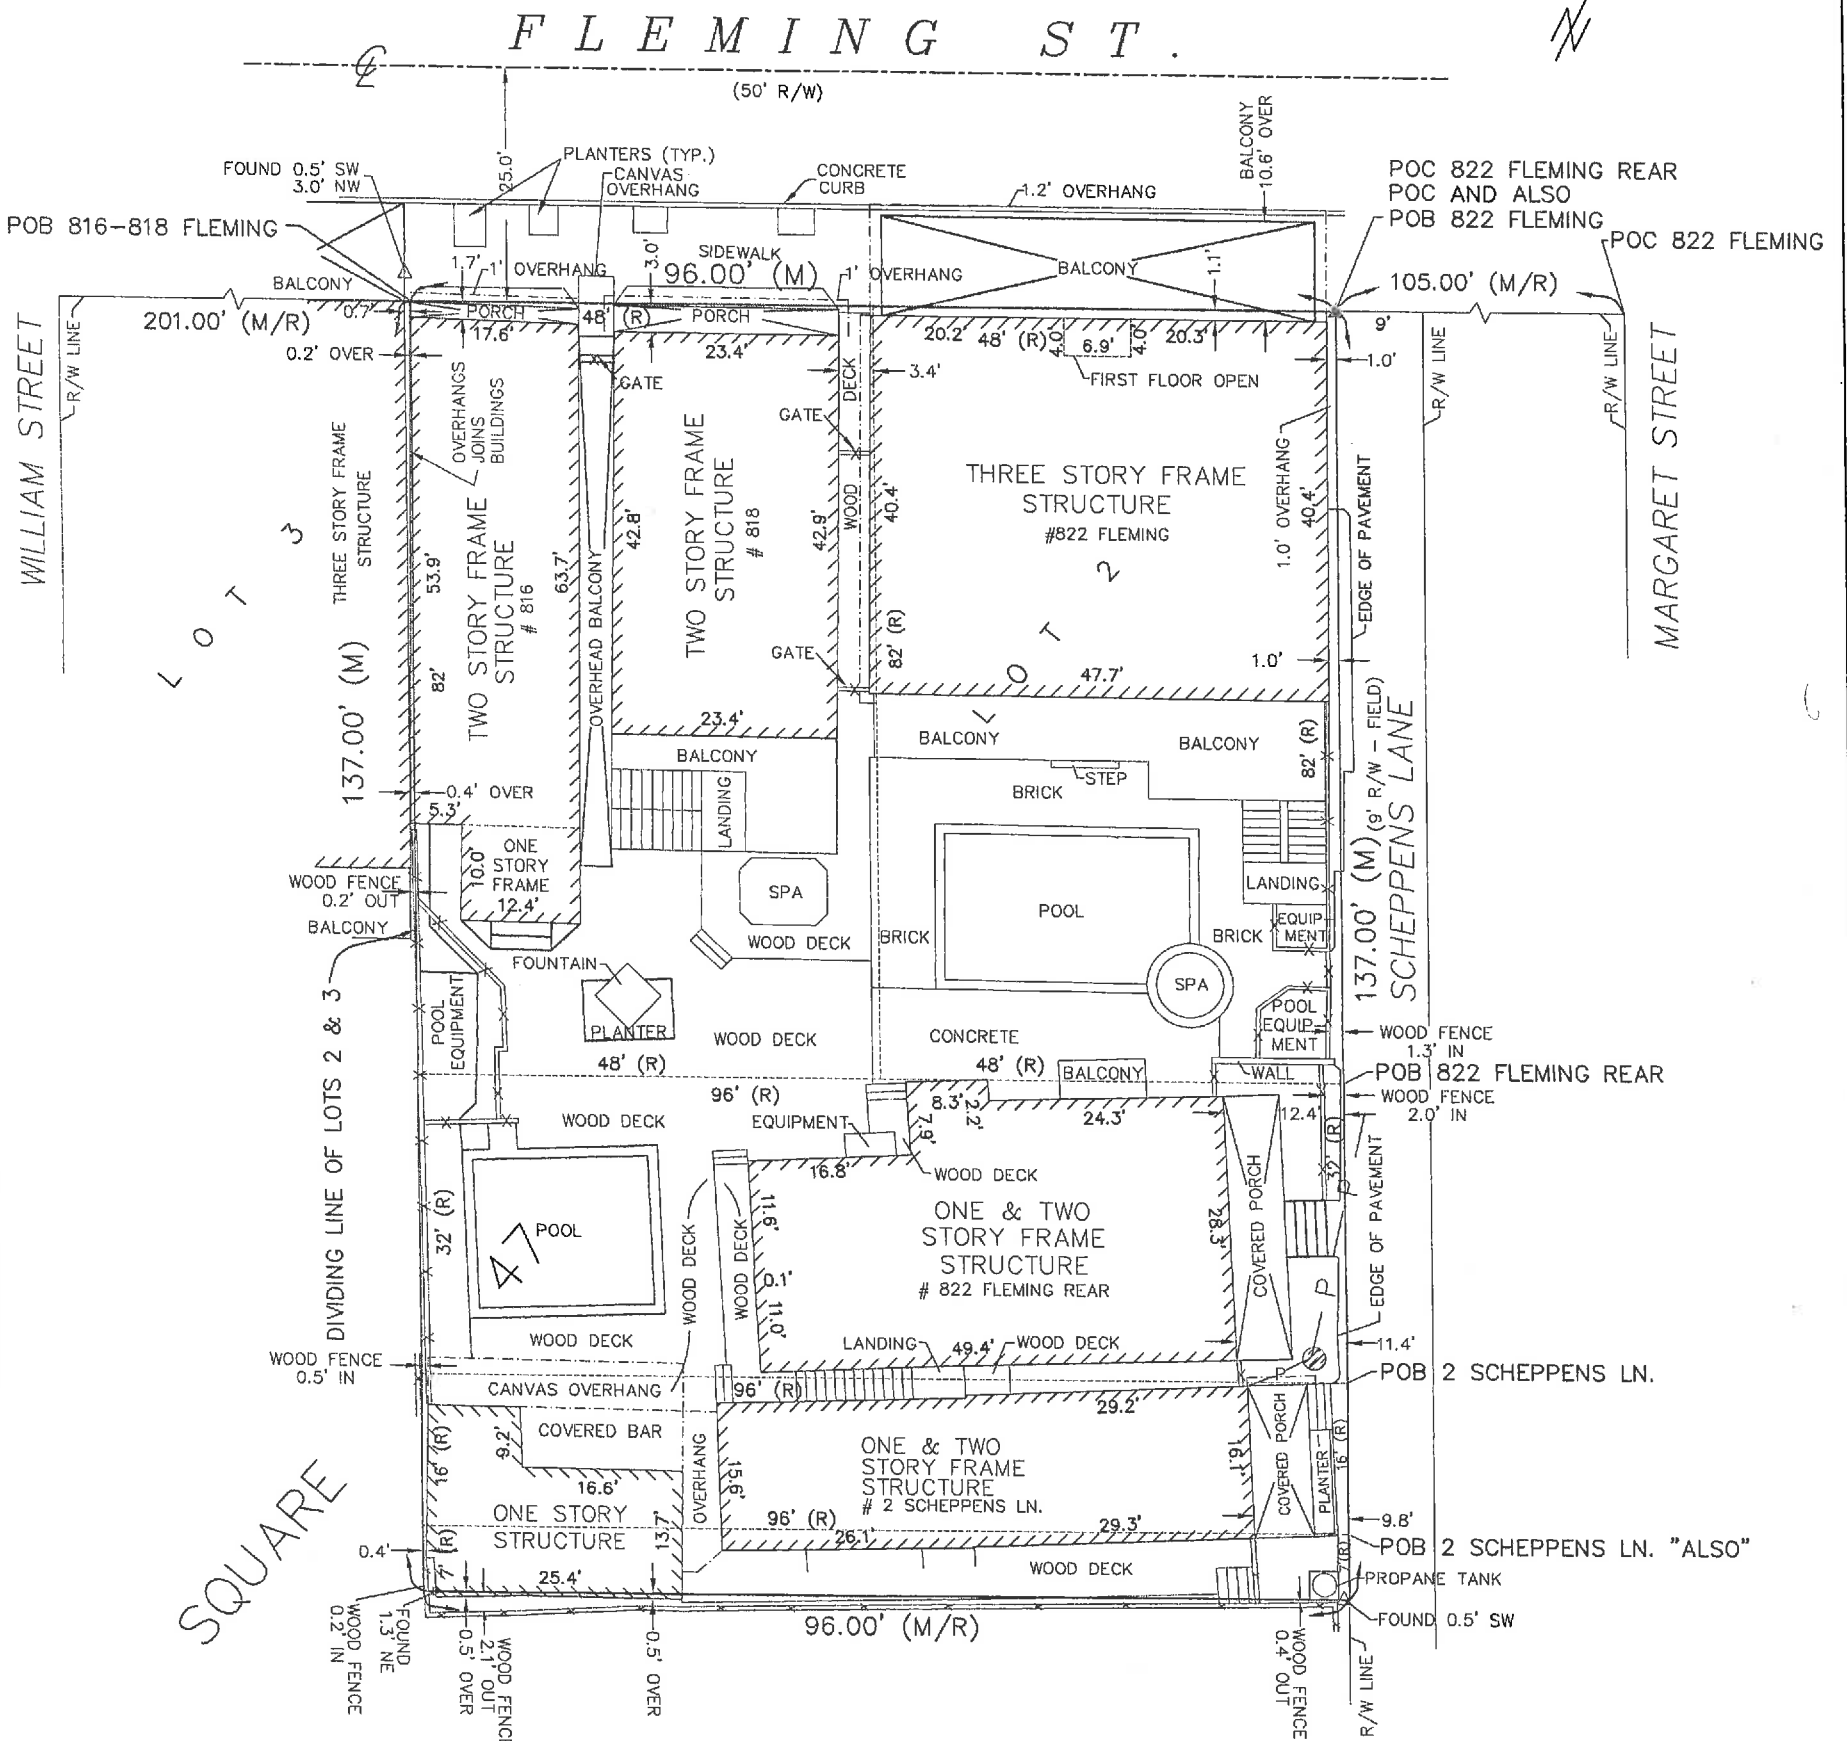 FLEMING ST.
(50' R/W)
25.0'
FOUND 0.5' SW
3.0' NW
PLANTERS (TYP.)
CANVAS
OVERHANG
CONCRETE
CURB
1.2' OVERHANG
BALCONY
10.6' OVER
POC 822 FLEMING REAR
POC AND ALSO
POB 822 FLEMING
POC 822 FLEMING
POB 816-818 FLEMING
BALCONY
1.7'
1' OVERHANG
3.0'
SIDEWALK
96.00' (M)
1' OVERHANG
BALCONY
1.1'
105.00' (M/R)
201.00' (M/R)
0.7'
PORCH
17.6'
48' (R)
PORCH
23.4'
20.2'
48' (R)
4.0'
6.9'
4.0'
20.3'
9'
1.0'
0.2' OVER
GATE
DECK
3.4'
FIRST FLOOR OPEN
WILLIAM STREET
R/W LINE
R/W LINE
R/W LINE
MARGARET STREET
OVERHANGS
JOINS
BUILDINGS
GATE
THREE STORY FRAME
STRUCTURE
LOT 3
TWO STORY FRAME
STRUCTURE
# 816
53.9'
63.7'
82'
OVERHEAD BALCONY
42.8'
TWO STORY FRAME
STRUCTURE
# 818
42.9'
WOOD
40.4'
THREE STORY FRAME
STRUCTURE
#822 FLEMING
1.0' OVERHANG
40.4'
EDGE OF PAVEMENT
LOT 2
82' (R)
GATE
1.0'
47.7'
137.00' (M)
23.4'
BALCONY
BALCONY
BALCONY
82' (R)
137.00' (M)
(9' R/W - FIELD)
SCHEPPENS LANE
STEP
BRICK
LANDING
0.4' OVER
5.3'
ONE
STORY
FRAME
10.0'
12.4'
WOOD FENCE
0.2' OUT
BALCONY
SPA
WOOD DECK
BRICK
POOL
LANDING
EQUIP-
MENT
BRICK
SPA
FOUNTAIN
PLANTER
POOL
EQUIPMENT
WOOD DECK
CONCRETE
POOL
EQUIP-
MENT
WOOD FENCE
1.3' IN
48' (R)
48' (R)
BALCONY
WALL
POB 822 FLEMING REAR
WOOD FENCE
2.0' IN
96' (R)
WOOD DECK
EQUIPMENT
8.3'
2.2'
7.9'
24.3'
12.4'
DIVIDING LINE OF LOTS 2 & 3
16.8'
WOOD DECK
32' (R)
EDGE OF PAVEMENT
32' (R)
POOL
47
WOOD DECK
WOOD DECK
11.6'
0.1'
11.0'
ONE & TWO
STORY FRAME
STRUCTURE
# 822 FLEMING REAR
28.3'
COVERED PORCH
P
P
WOOD DECK
LANDING
49.4'
WOOD DECK
11.4'
WOOD FENCE
0.5' IN
CANVAS OVERHANG
96' (R)
P
POB 2 SCHEPPENS LN.
29.2'
16' (R)
9.2'
COVERED BAR
16.6'
OVERHANG
15.6'
ONE & TWO
STORY FRAME
STRUCTURE
# 2 SCHEPPENS LN.
16.1'
COVERED PORCH
PLANTER
16' (R)
SQUARE
ONE STORY
STRUCTURE
13.7'
96' (R)
26.1'
29.3'
9.8'
0.4'
7' (R)
25.4'
WOOD DECK
7'(R)
POB 2 SCHEPPENS LN. "ALSO"
PROPANE TANK
FOUND 0.5' SW
96.00' (M/R)
WOOD FENCE
0.2' IN
FOUND
1.3' NE
0.5' OVER
WOOD FENCE
2.1' OUT
0.5' OVER
WOOD FENCE
0.4' OUT
R/W LINE